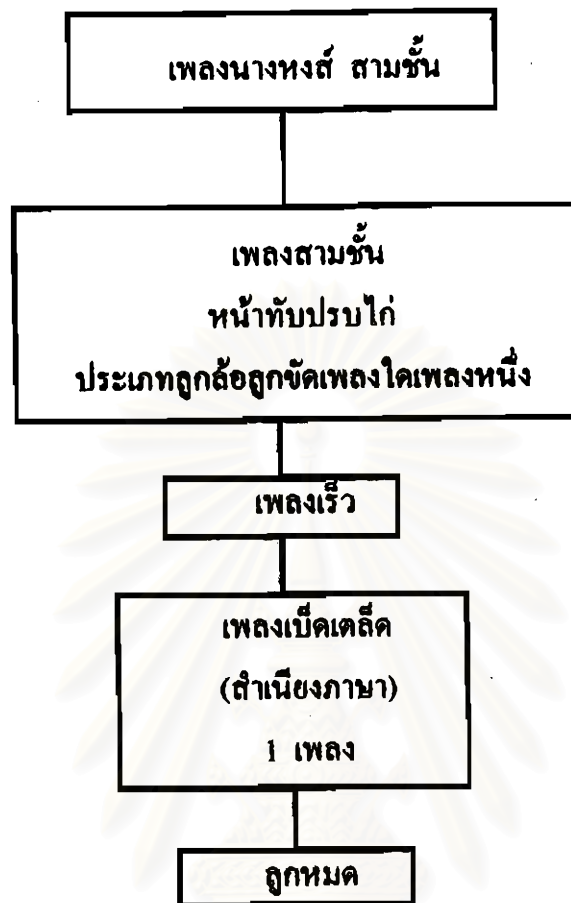 เพลงนางหงส์ สามชั้น
เพลงสามชั้น
หน้าทับปรบไก่
ประเภทลูกล้อลูกขัดเพลงใดเพลงหนึ่ง
เพลงเร็ว
เพลงเบ็ดเตล็ด
(สำเนียงภาษา)
1 เพลง
ลูกหมด